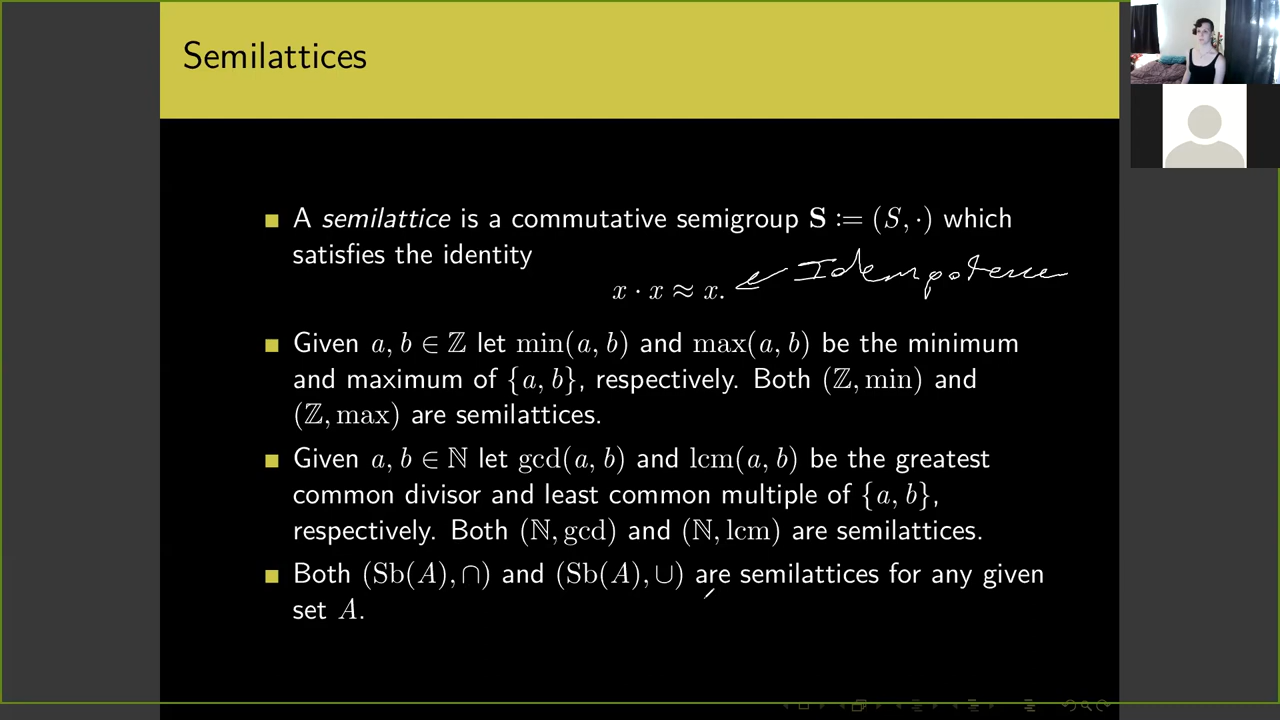 Semilattices
A semilattice is a commutative semigroup S := (S, ·) which
satisfies the identity
x · x ≈ x. Idempotence
Given a, b ∈ ℤ let min(a, b) and max(a, b) be the minimum
and maximum of {a, b}, respectively. Both (ℤ, min) and
(ℤ, max) are semilattices.
Given a, b ∈ ℕ let gcd(a, b) and lcm(a, b) be the greatest
common divisor and least common multiple of {a, b},
respectively. Both (ℕ, gcd) and (ℕ, lcm) are semilattices.
Both (Sb(A), ∩) and (Sb(A), ∪) are semilattices for any given
set A.